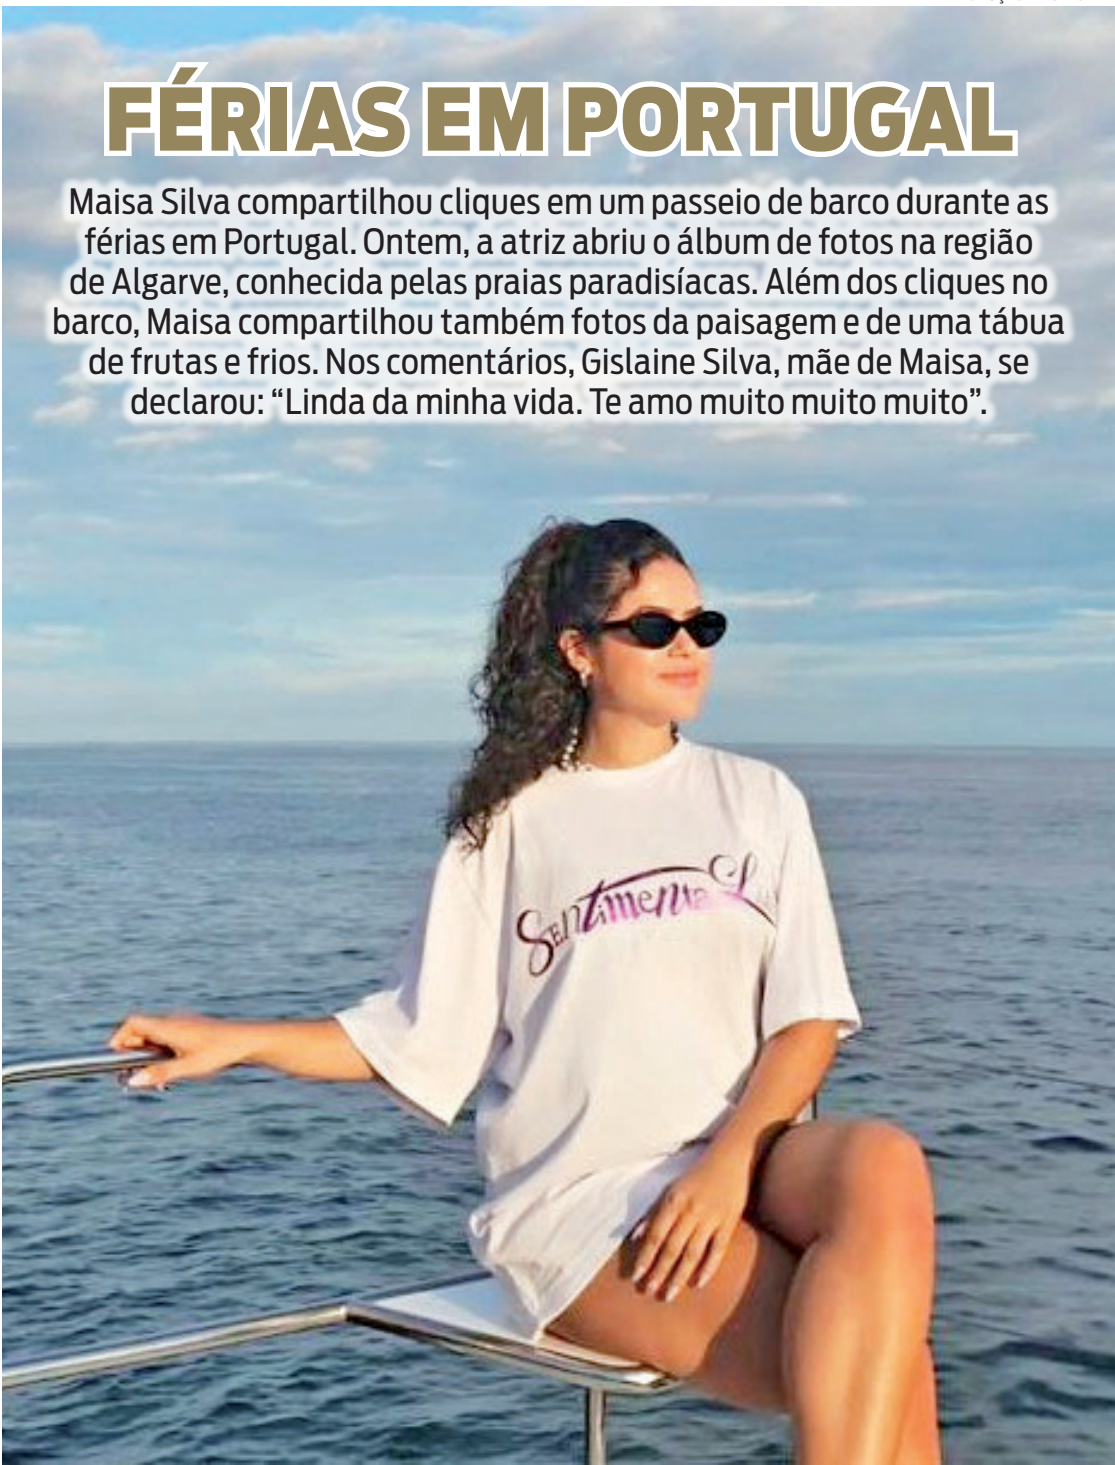 FÉRIAS EM PORTUGAL
Maisa Silva compartilhou cliques em um passeio de barco durante as
férias em Portugal. Ontem, a atriz abriu o álbum de fotos na região
de Algarve, conhecida pelas praias paradisíacas. Além dos cliques no
barco, Maisa compartilhou também fotos da paisagem e de uma tábua
de frutas e frios. Nos comentários, Gislaine Silva, mãe de Maisa, se
declarou: “Linda da minha vida. Te amo muito muito muito”.
Sentimental